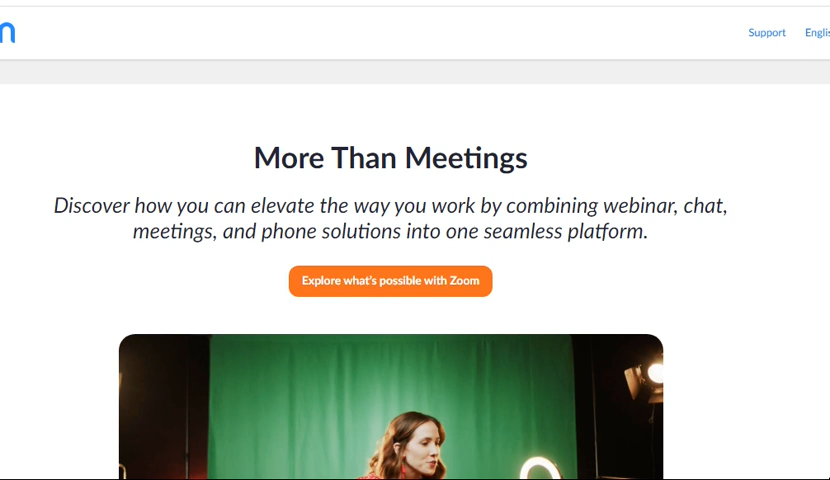 Support
More Than Meetings
Discover how you can elevate the way you work by combining webinar, chat,
meetings, and phone solutions into one seamless platform.
Explore what's possible with Zoom